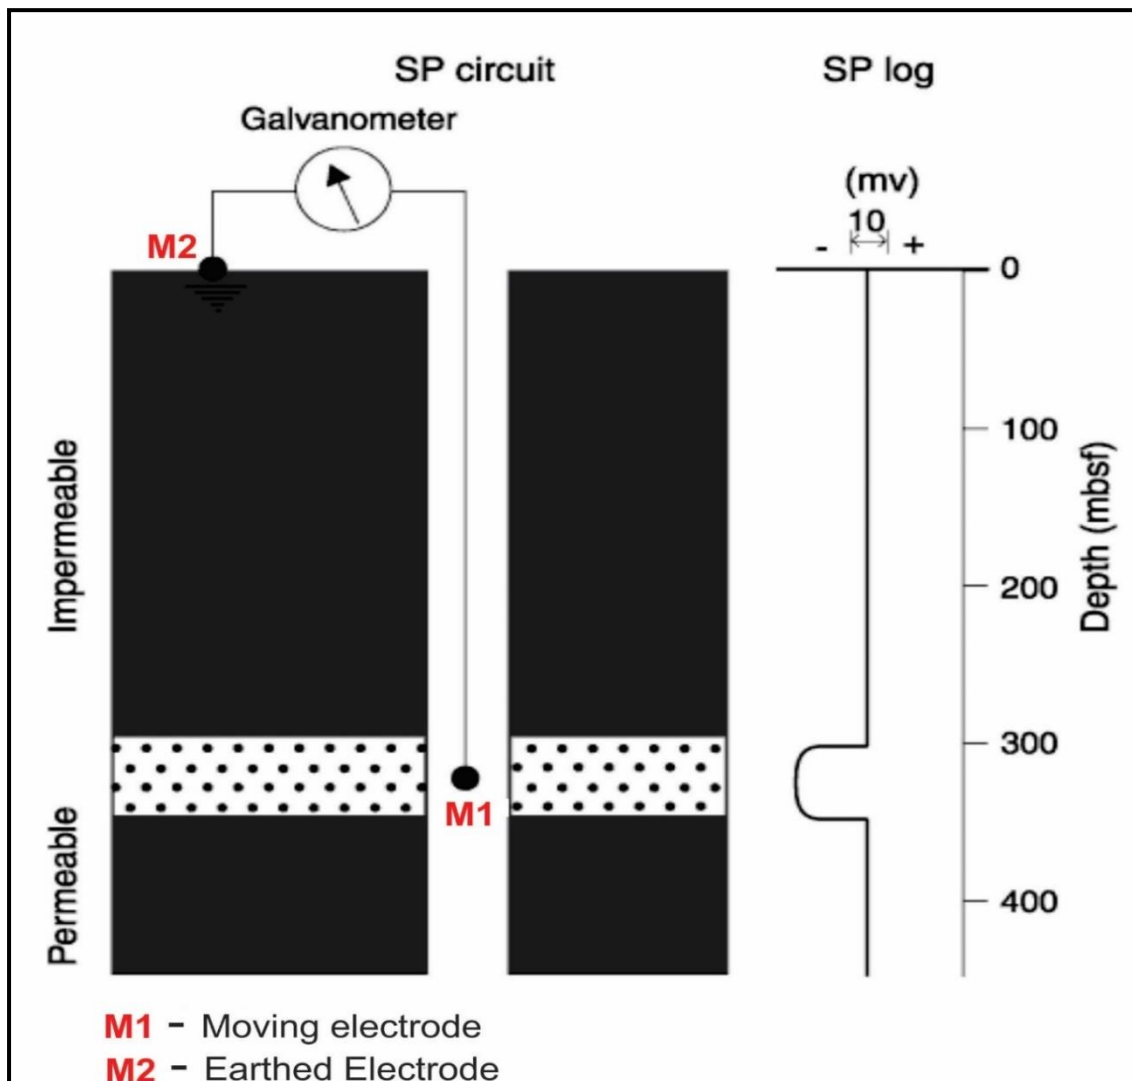 SP circuit
SP log
Galvanometer
(mv)
10
- +
M2
0
100
200
300
400
Depth (mbsf)
Impermeable
Permeable
M1
M1 - Moving electrode
M2 - Earthed Electrode